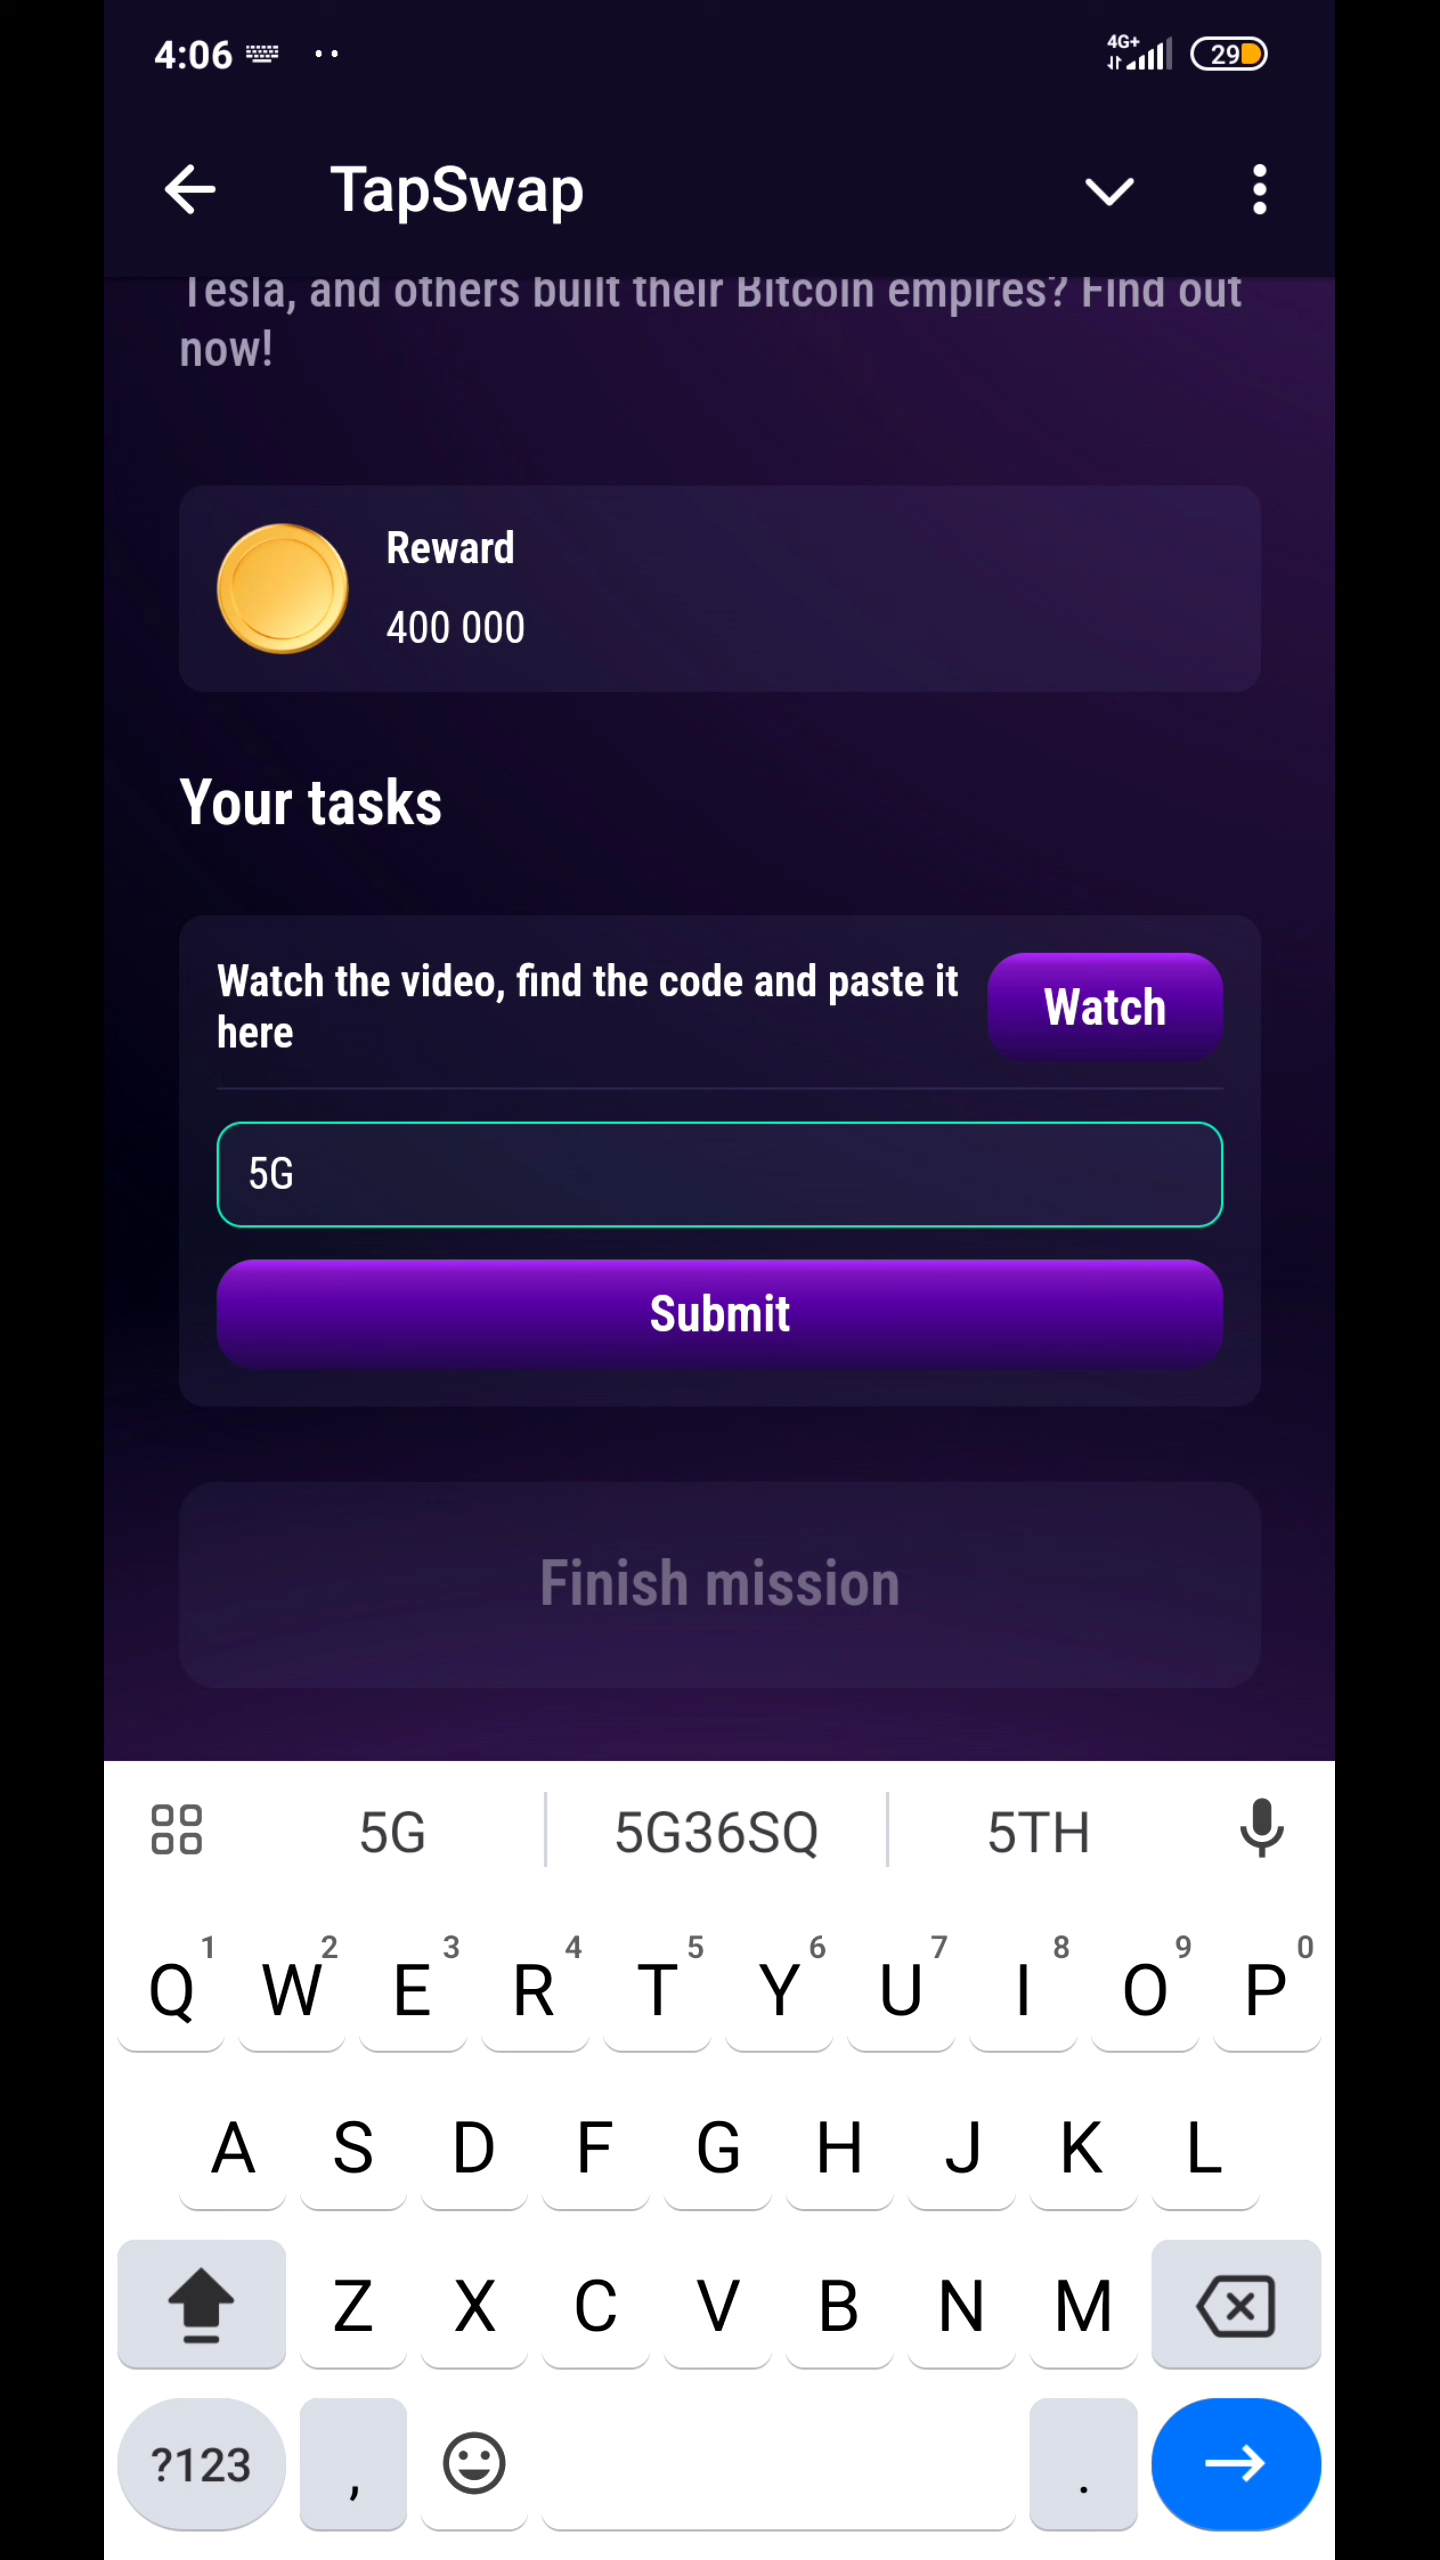 4:06
4G+
29
TapSwap
Tesla, and others built their Bitcoin empires? Find out
now!
Reward
400 000
Your tasks
Watch the video, find the code and paste it
here
Watch
5G
Submit
Finish mission
5G 5G36SQ 5TH
1 2 3 4 5 6 7 8 9 0
Q W E R T Y U I O P
A S D F G H J K L
Z X C V B N M
?123 , .